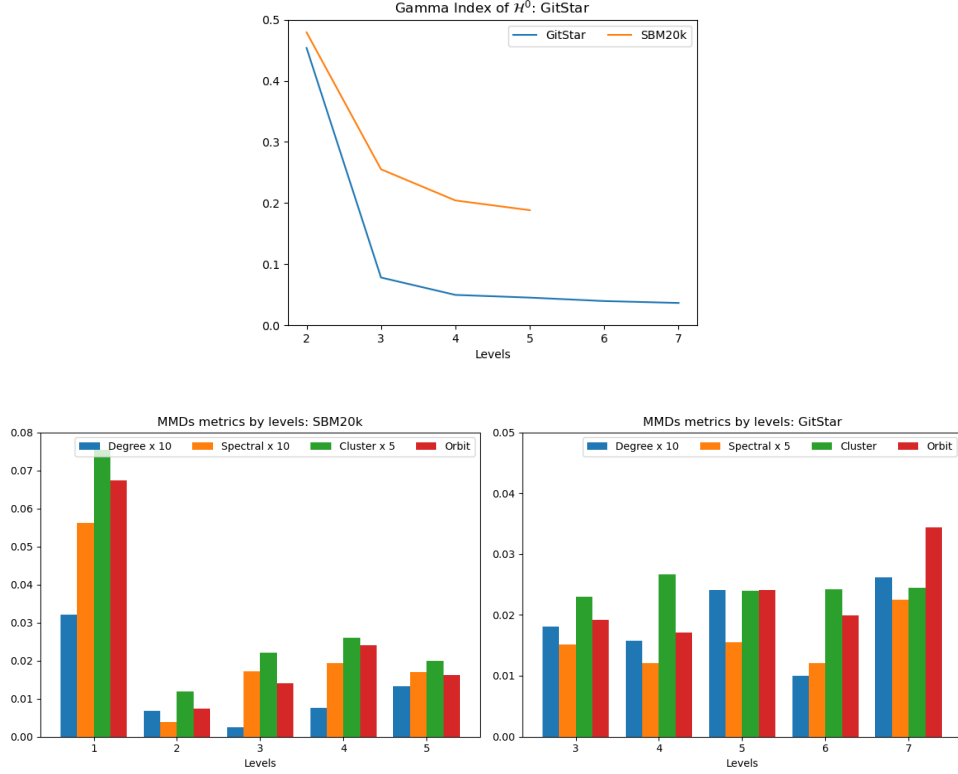 Gamma Index of ℋ⁰: GitStar
GitStar SBM20k
0.5
0.4
0.3
0.2
0.1
0.0
2 3 4 5 6 7
Levels
MMDs metrics by levels: SBM20k
Degree x 10 Spectral x 10 Cluster x 5 Orbit
0.08
0.07
0.06
0.05
0.04
0.03
0.02
0.01
0.00
1 2 3 4 5
Levels
MMDs metrics by levels: GitStar
Degree x 10 Spectral x 5 Cluster Orbit
0.05
0.04
0.03
0.02
0.01
0.00
3 4 5 6 7
Levels